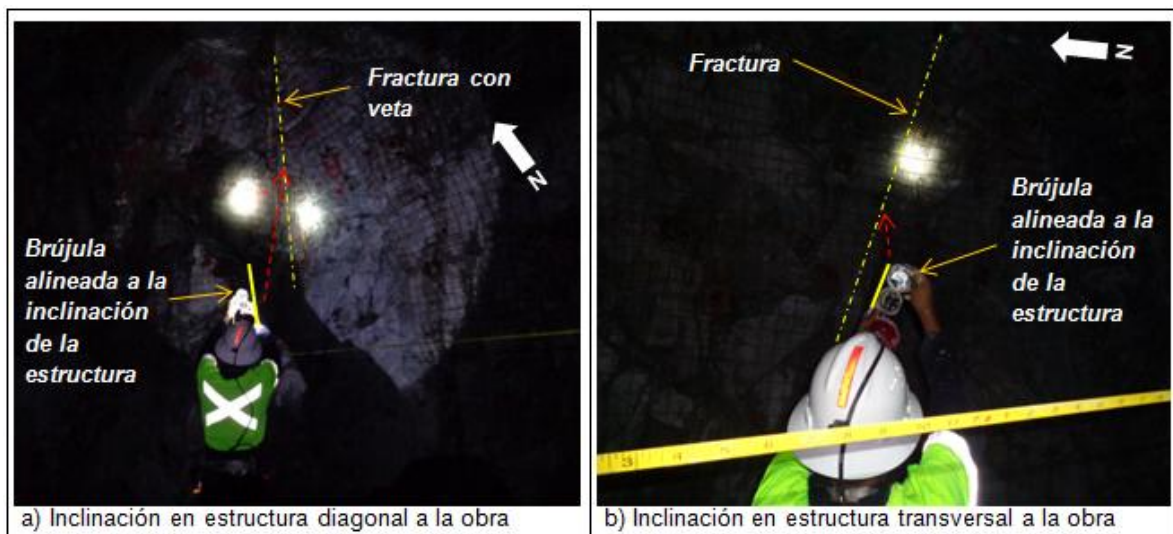 Fractura con
veta
N
Brújula
alineada a la
inclinación
de la
estructura
a) Inclinación en estructura diagonal a la obra
N
Fractura
Brújula
alineada a la
inclinación
de la
estructura
b) Inclinación en estructura transversal a la obra